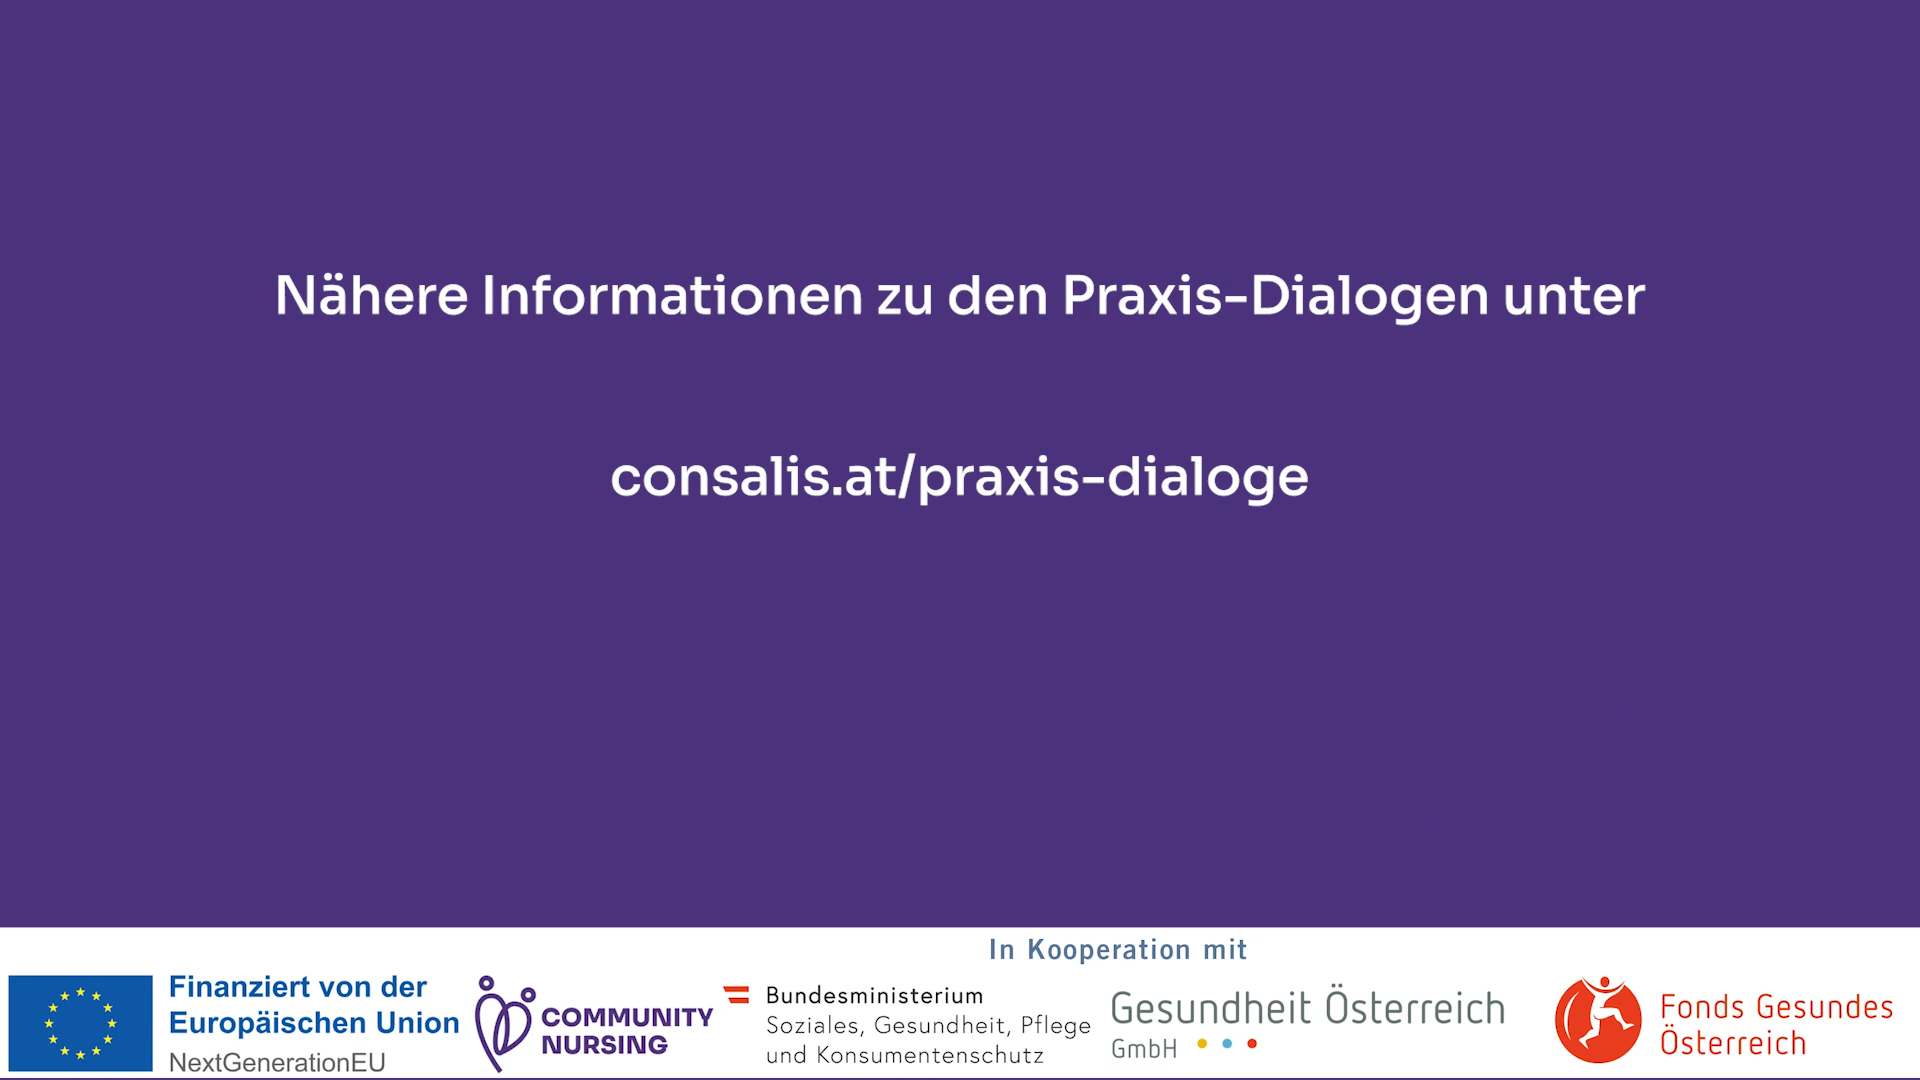 Nähere Informationen zu den Praxis-Dialogen unter
consalis.at/praxis-dialoge
In Kooperation mit
Finanziert von der
Europäischen Union
NextGenerationEU
COMMUNITY
NURSING
Bundesministerium
Soziales, Gesundheit, Pflege
und Konsumentenschutz
Gesundheit Österreich
GmbH
Fonds Gesundes
Österreich